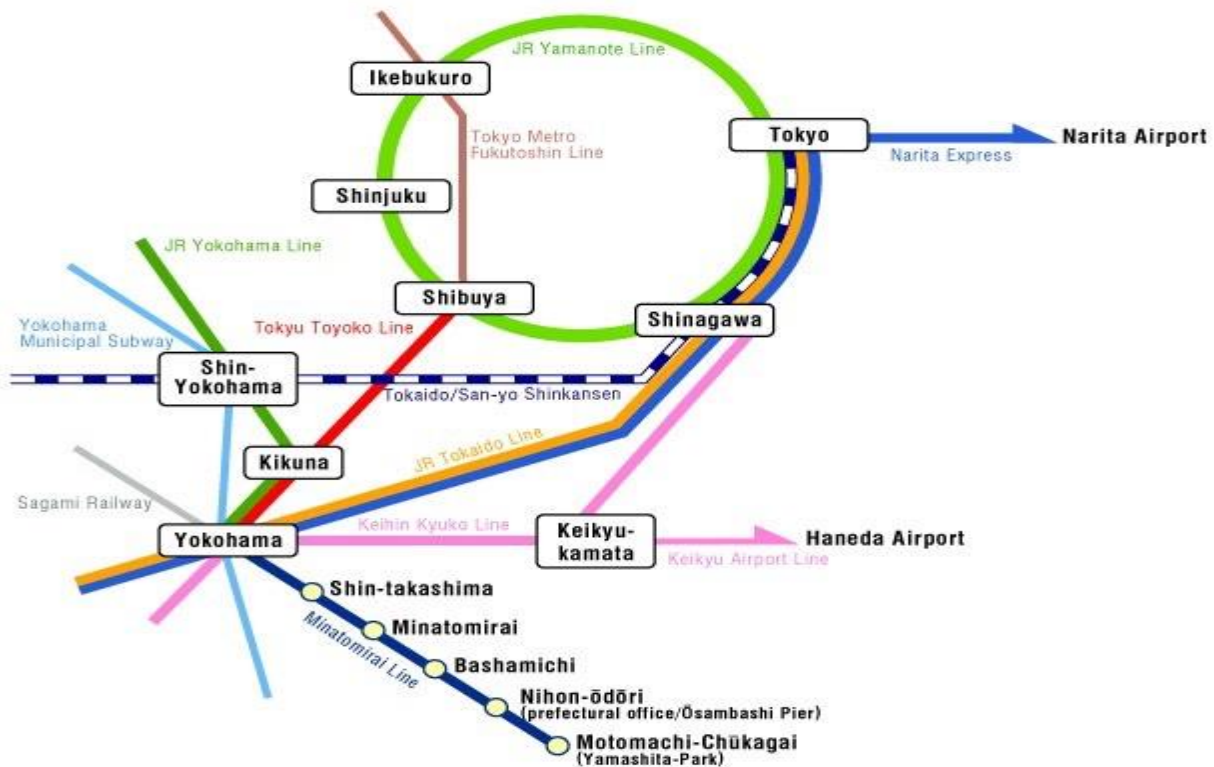 JR Yamanote Line
Ikebukuro
Tokyo
Narita Airport
Narita Express
Tokyo Metro
Fukutoshin Line
Shinjuku
JR Yokohama Line
Shibuya
Shinagawa
Yokohama
Municipal Subway
Tokyu Toyoko Line
Shin-
Yokohama
Tokaido/San-yo Shinkansen
Kikuna
JR Tokaido Line
Sagami Railway
Yokohama
Keihin Kyuko Line
Keikyu-
kamata
Haneda Airport
Keikyu Airport Line
Shin-takashima
Minatomirai
Minatomirai Line
Bashamichi
Nihon-ōdōri
(prefectural office/Ōsambashi Pier)
Motomachi-Chūkagai
(Yamashita-Park)